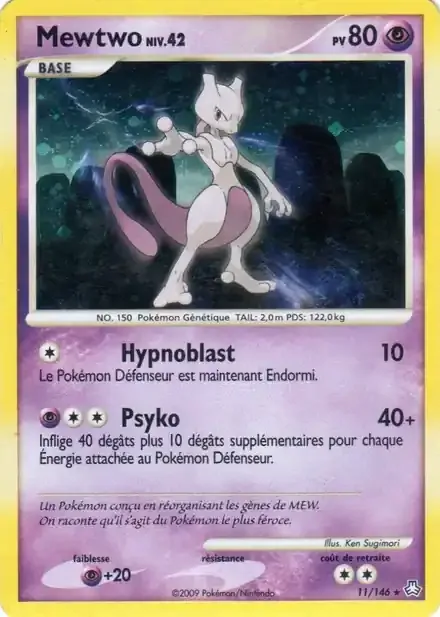 Mewtwo NIV.42 PV 80
BASE
NO. 150 Pokémon Génétique TAIL: 2,0m PDS: 122,0kg
Hypnoblast 10
Le Pokémon Défenseur est maintenant Endormi.
Psyko 40+
Inflige 40 dégâts plus 10 dégâts supplémentaires pour chaque
Énergie attachée au Pokémon Défenseur.
Un Pokémon conçu en réorganisant les gènes de MEW.
On raconte qu'il s'agit du Pokémon le plus féroce.
Illus. Ken Sugimori
faiblesse résistance coût de retraite
+20
©2009 Pokémon/Nintendo 11/146 ★